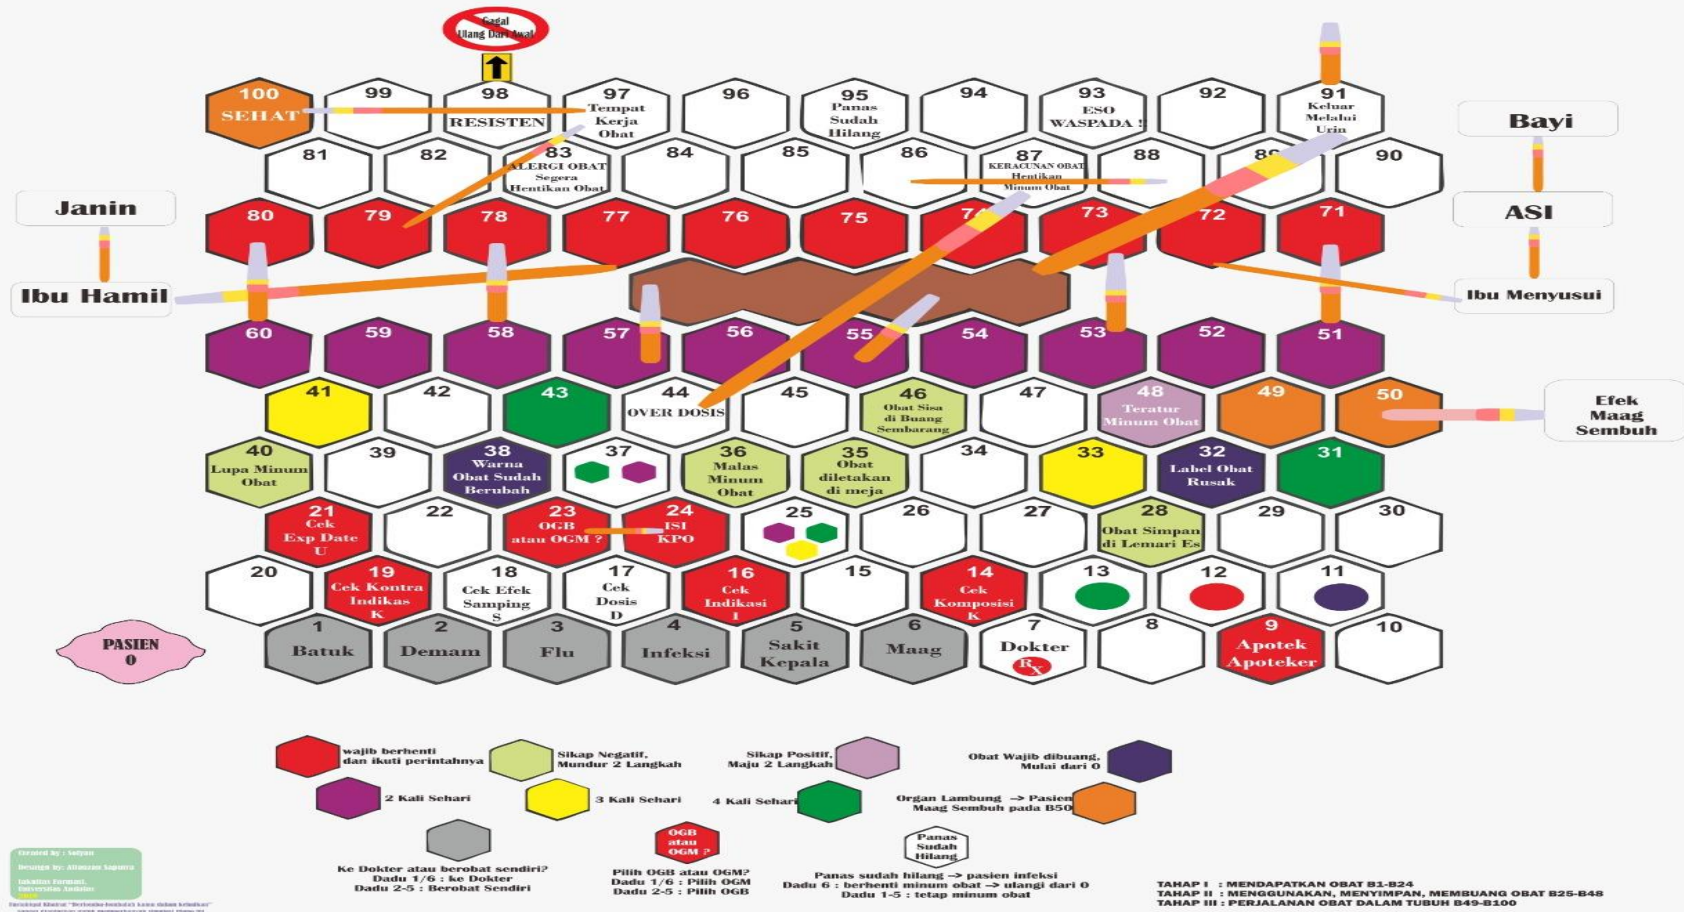 Gagal
Ulang Dari Awal
100
SEHAT
99
98
RESISTEN
97
Tempat
Kerja
Obat
96
95
Panas
Sudah
Hilang
94
93
ESO
WASPADA !!
92
91
Keluar
Melalui
Urin
81
82
83
ALERGI OBAT
Segera
Hentikan Obat
84
85
86
87
KERACUNAN OBAT
Hentikan
Minum Obat
88
89
90
Bayi
ASI
Ibu Menyusui
Janin
Ibu Hamil
80
79
78
77
76
75
74
73
72
71
60
59
58
57
56
55
54
53
52
51
41
42
43
44
OVER DOSIS
45
46
Obat Sisa
di Buang
Sembarang
47
48
Teratur
Minum Obat
49
50
Efek
Maag
Sembuh
40
Lupa Minum
Obat
39
38
Warna
Obat Sudah
Berubah
37
36
Malas
Minum
Obat
35
Obat
diletakan
di meja
34
33
32
Label Obat
Rusak
31
21
Cek
Exp Date
U
22
23
OGB
atau OGM ?
24
ISI
KPO
25
26
27
28
Obat Simpan
di Lemari Es
29
30
20
19
Cek Kontra
Indikas
K
18
Cek Efek
Samping
S
17
Cek
Dosis
D
16
Cek
Indikasi
I
15
14
Cek
Komposisi
K
13
12
11
PASIEN
0
1
Batuk
2
Demam
3
Flu
4
Infeksi
5
Sakit
Kepala
6
Maag
7
Dokter
Rx
8
9
Apotek
Apoteker
10
wajib berhenti
dan ikuti perintahnya
Sikap Negatif,
Mundur 2 Langkah
Sikap Positif,
Maju 2 Langkah
Obat Wajib dibuang,
Mulai dari 0
2 Kali Sehari
3 Kali Sehari
4 Kali Sehari
Organ Lambung -> Pasien
Maag Sembuh pada B50
Ke Dokter atau berobat sendiri?
Dadu 1/6 : ke Dokter
Dadu 2-5 : Berobat Sendiri
OGB
atau
OGM ?
Pilih OGB atau OGM?
Dadu 1/6 : Pilih OGM
Dadu 2-5 : Pilih OGB
Panas
Sudah
Hilang
Panas sudah hilang -> pasien infeksi
Dadu 6 : berhenti minum obat -> ulangi dari 0
Dadu 1-5 : tetap minum obat
TAHAP I : MENDAPATKAN OBAT B1-B24
TAHAP II : MENGGUNAKAN, MENYIMPAN, MEMBUANG OBAT B25-B48
TAHAP III : PERJALANAN OBAT DALAM TUBUH B49-B100
Created by : Sofyan
Fakultas Farmasi,
Universitas Andalas